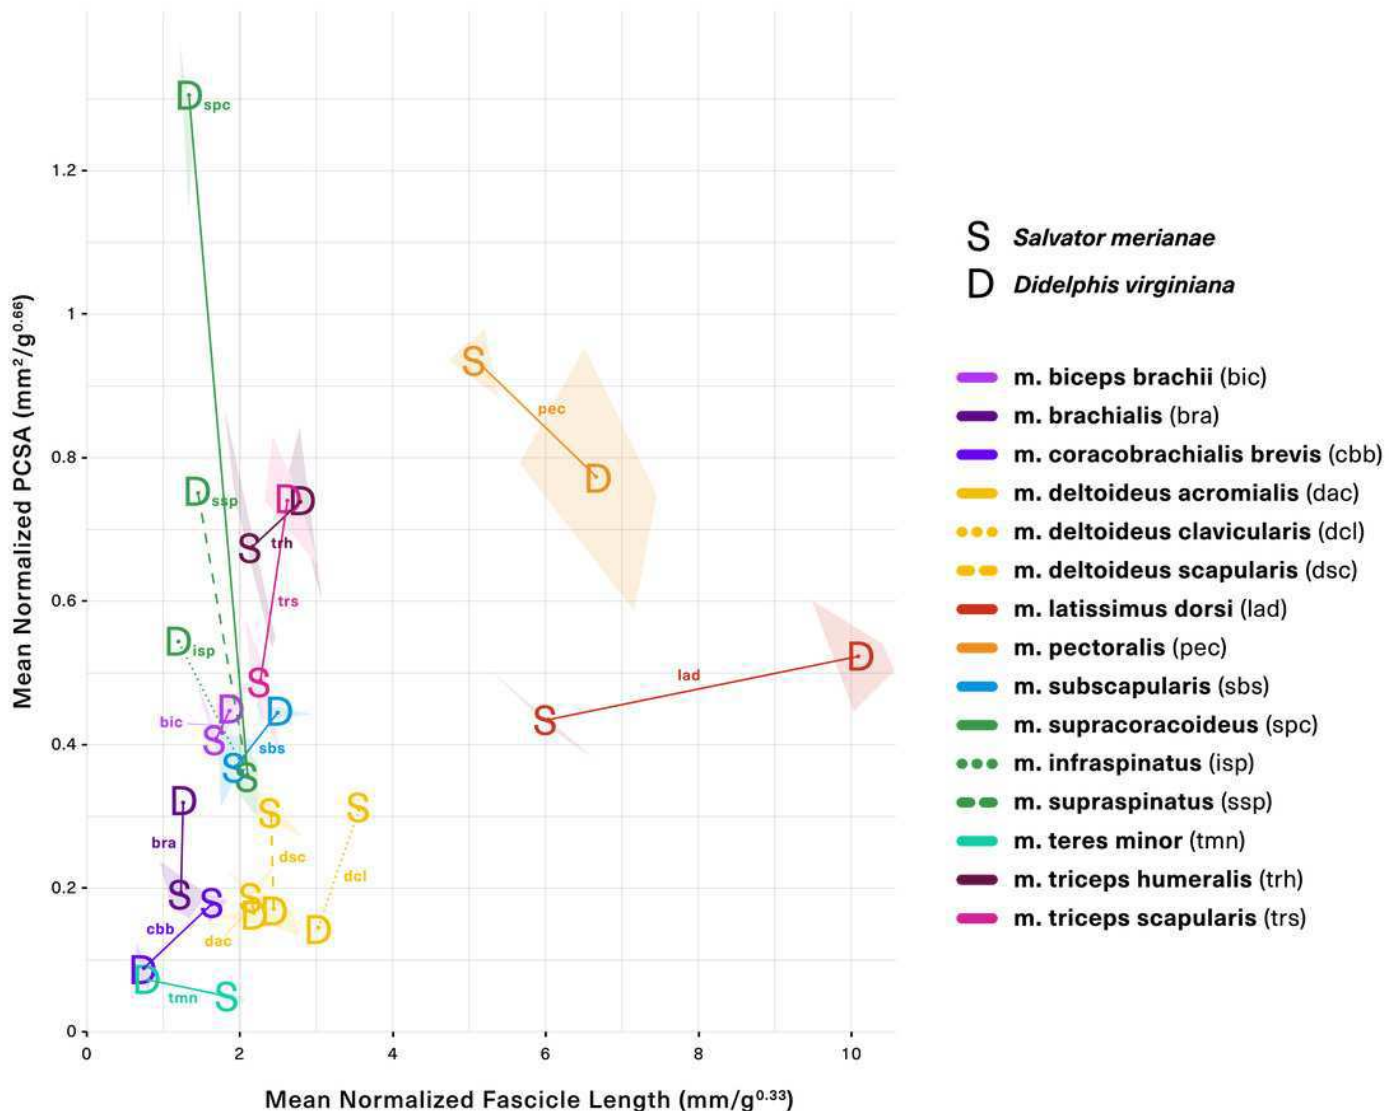 D spc
1.2
S Salvator merianae
D Didelphis virginiana
Mean Normalized PCSA (mm²/g⁰·⁶⁶)
1
S
m. biceps brachii (bic)
pec
m. brachialis (bra)
m. coracobrachialis brevis (cbb)
0.8
D
D ssp
D D
m. deltoideus acromialis (dac)
m. deltoideus clavicularis (dcl)
S trh
m. deltoideus scapularis (dsc)
0.6
trs
m. latissimus dorsi (lad)
D isp
D
m. pectoralis (pec)
S
lad
m. subscapularis (sbs)
bic D D
S
S
sbs
m. supracoracoideus (spc)
0.4
S S
m. infraspinatus (isp)
D
S S
m. supraspinatus (ssp)
bra
dsc
dcl
m. teres minor (tmn)
0.2
S S
S
D D
D
m. triceps humeralis (trh)
cbb
dac
m. triceps scapularis (trs)
D
D
tmn
S
0
0 2 4 6 8 10
Mean Normalized Fascicle Length (mm/g⁰·³³)